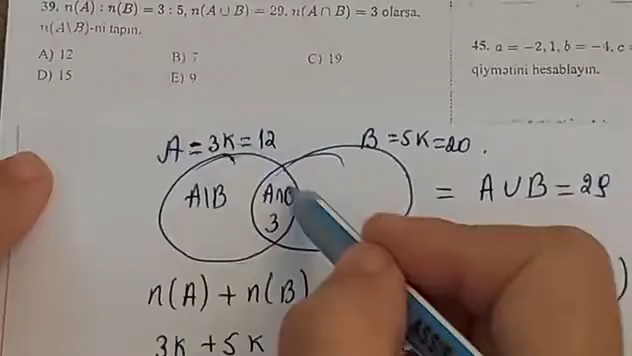 39. n(A) : n(B) = 3 : 5, n(A ∪ B) = 29. n(A ∩ B) = 3 olarsa,
n(A\B)-ni tapın.
A) 12 B) 7 C) 19
D) 15 E) 9
45. a = −2,1, b = −4, c =
qiymətini hesablayın.
A = 3K = 12 B = 5K = 20.
A\B A∩ = A ∪ B = 29
3
n(A) + n(B) )
3K + 5K